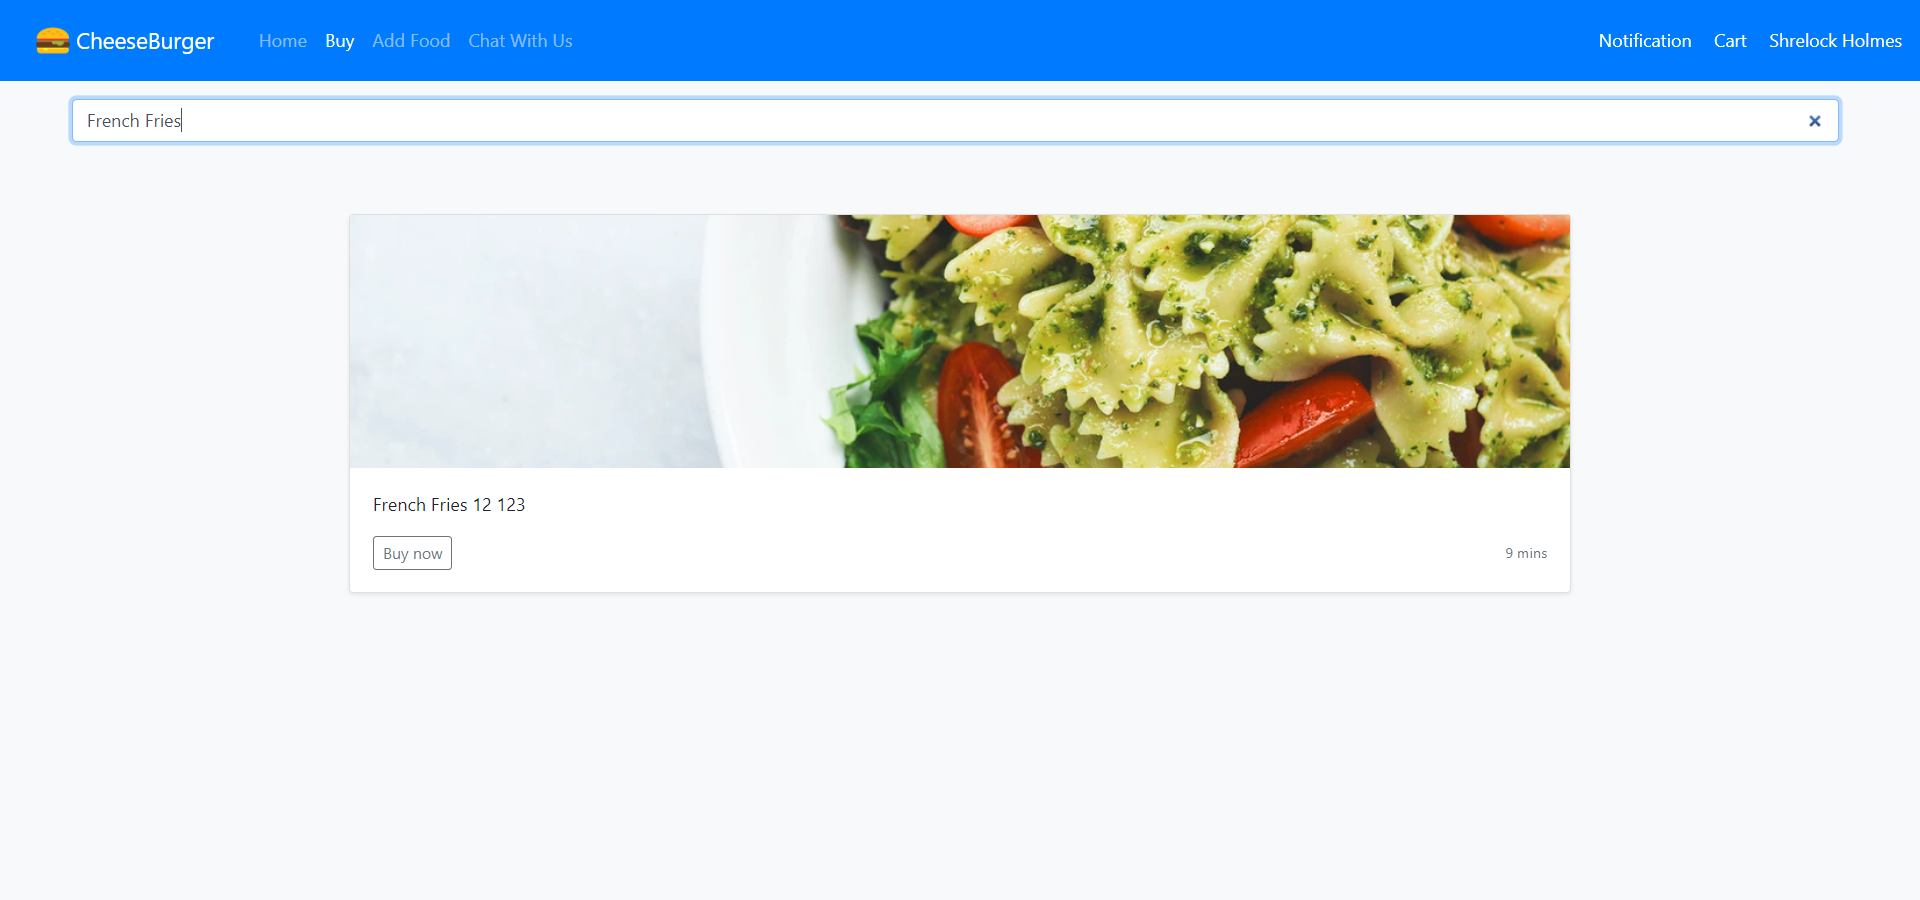 CheeseBurger Home Buy Add Food Chat With Us Notification Cart Shrelock Holmes
French Fries
French Fries 12 123
Buy now 9 mins